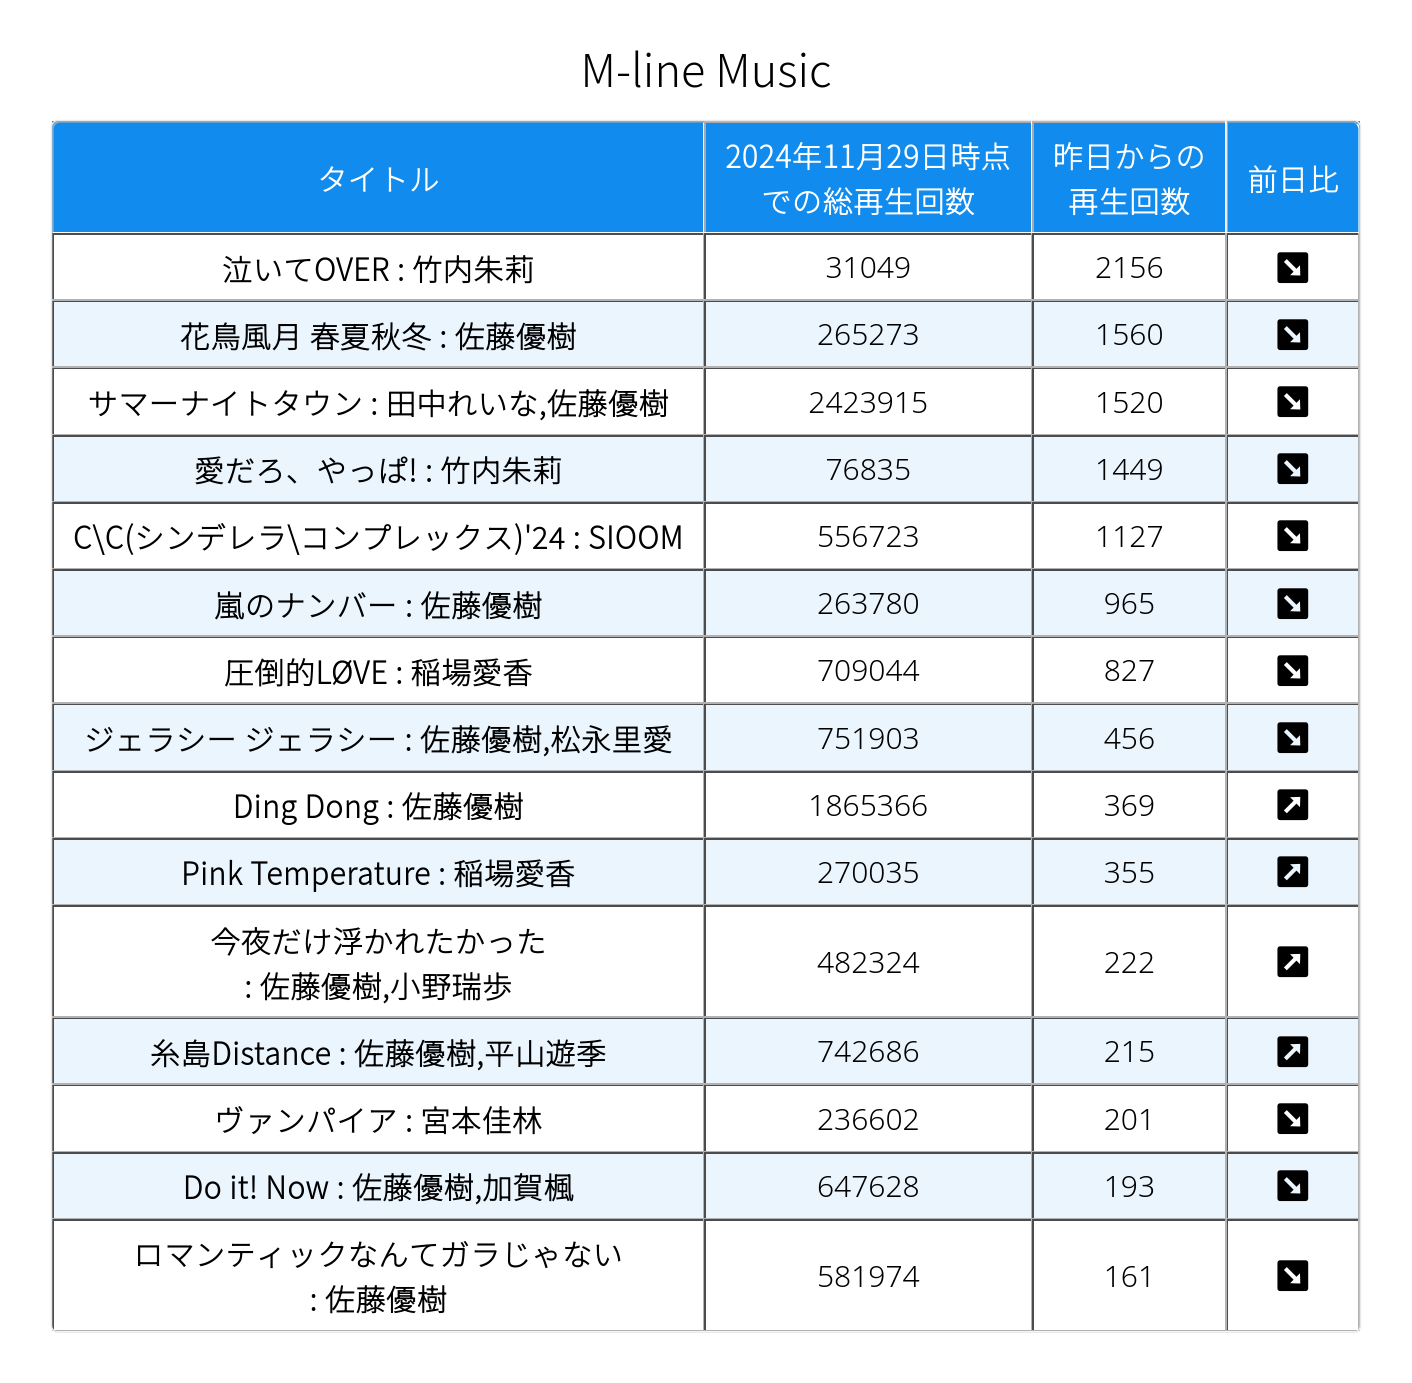 M-line Music
タイトル
2024年11月29日時点
での総再生回数
昨日からの
再生回数
前日比
泣いてOVER : 竹内朱莉 31049 2156
花鳥風月 春夏秋冬 : 佐藤優樹 265273 1560
サマーナイトタウン : 田中れいな,佐藤優樹 2423915 1520
愛だろ、やっぱ! : 竹内朱莉 76835 1449
C\C(シンデレラ\コンプレックス)'24 : SIOOM 556723 1127
嵐のナンバー : 佐藤優樹 263780 965
圧倒的LØVE : 稲場愛香 709044 827
ジェラシー ジェラシー : 佐藤優樹,松永里愛 751903 456
Ding Dong : 佐藤優樹 1865366 369
Pink Temperature : 稲場愛香 270035 355
今夜だけ浮かれたかった
: 佐藤優樹,小野瑞歩 482324 222
糸島Distance : 佐藤優樹,平山遊季 742686 215
ヴァンパイア : 宮本佳林 236602 201
Do it! Now : 佐藤優樹,加賀楓 647628 193
ロマンティックなんてガラじゃない
: 佐藤優樹 581974 161